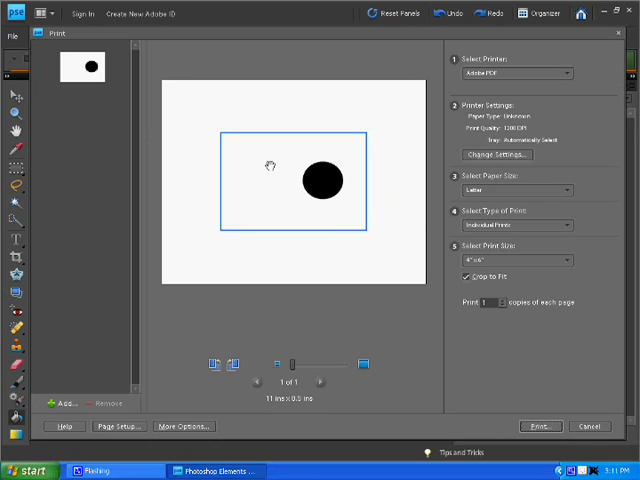 pse Sign In Create New Adobe ID Reset Panels Undo Redo Organizer
File
pse Print
1 Select Printer:
Adobe PDF
2 Printer Settings:
Paper Type: Unknown
Print Quality: 1200 DPI
Tray: Automatically Select
Change Settings...
3 Select Paper Size:
Letter
4 Select Type of Print:
Individual Prints
5 Select Print Size:
4" x 6"
Crop to Fit
Print 1 copies of each page
1 of 1
11 ins x 8.5 ins
Add... Remove
Help Page Setup... More Options... Print... Cancel
Tips and Tricks
start Flashing Photoshop Elements ... 3:11 PM